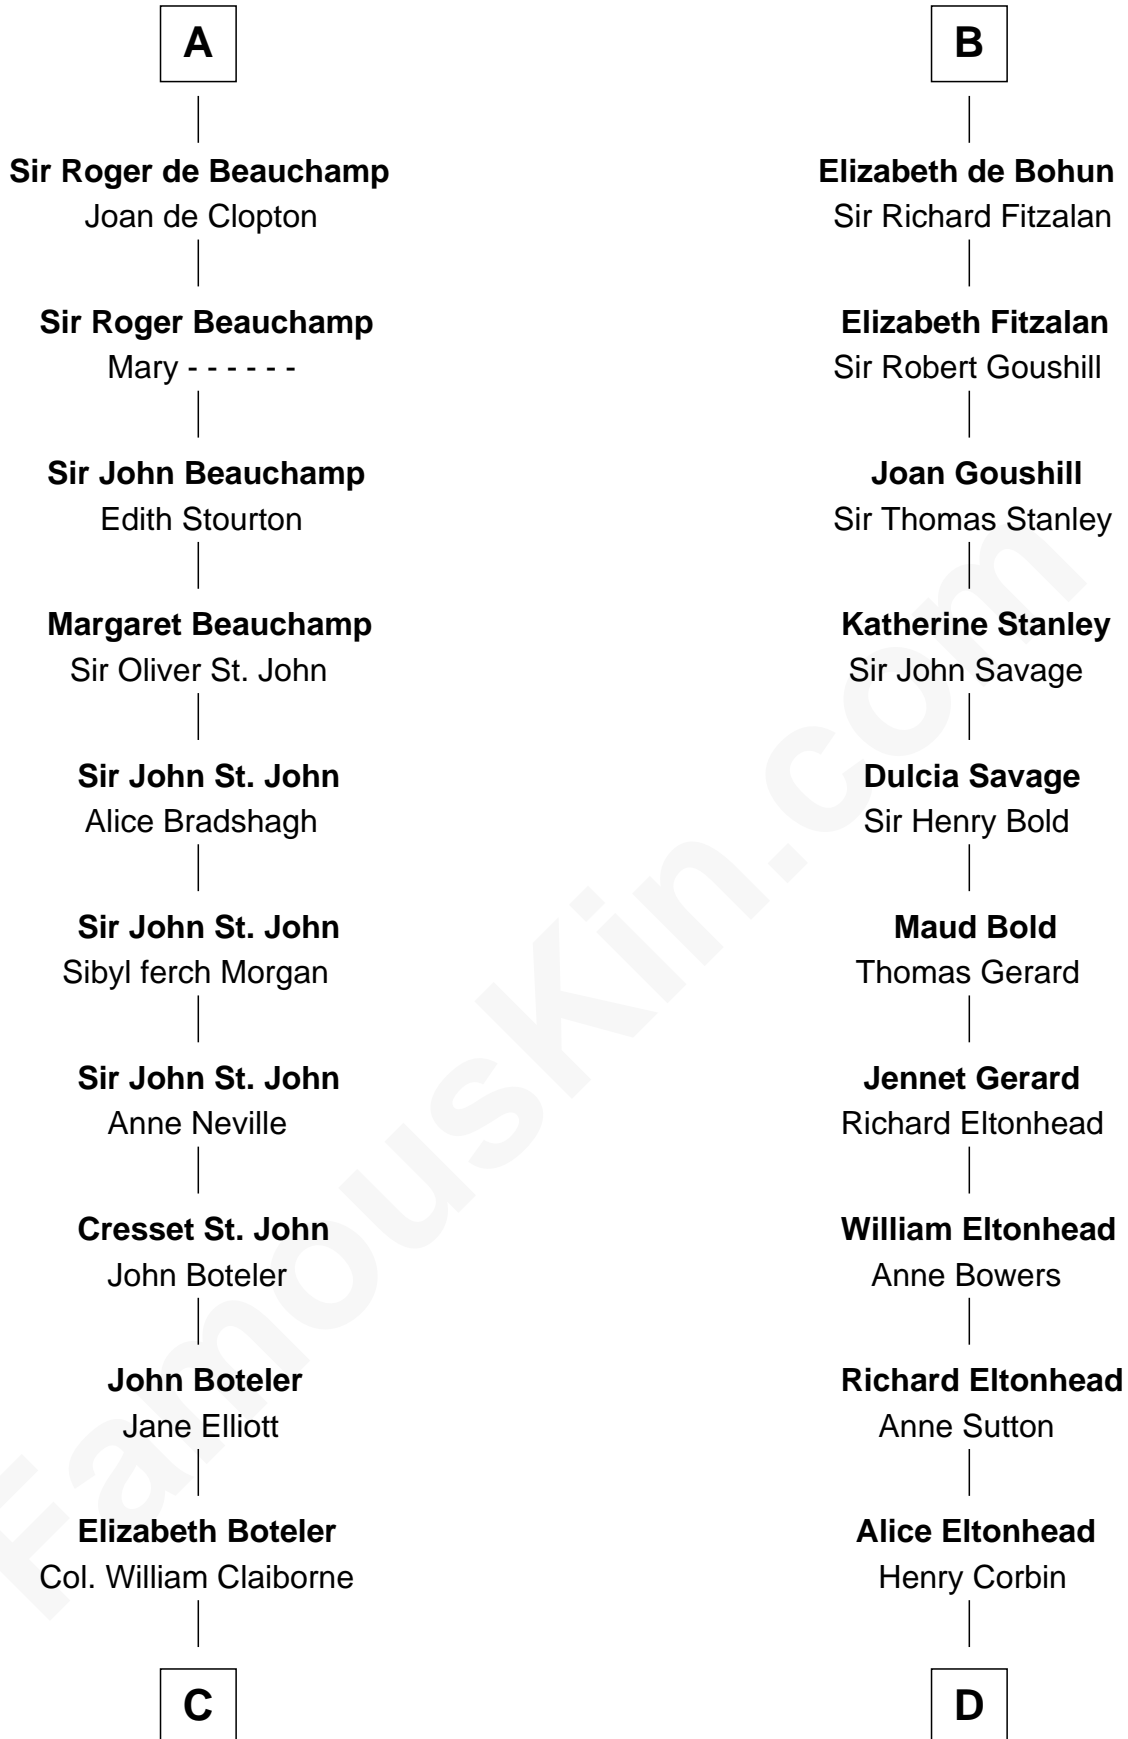 A
Sir Roger de Beauchamp
Joan de Clopton
Sir Roger Beauchamp
Mary - - - - - -
Sir John Beauchamp
Edith Stourton
Margaret Beauchamp
Sir Oliver St. John
Sir John St. John
Alice Bradshagh
Sir John St. John
Sibyl ferch Morgan
Sir John St. John
Anne Neville
Cresset St. John
John Boteler
John Boteler
Jane Elliott
Elizabeth Boteler
Col. William Claiborne
C
B
Elizabeth de Bohun
Sir Richard Fitzalan
Elizabeth Fitzalan
Sir Robert Goushill
Joan Goushill
Sir Thomas Stanley
Katherine Stanley
Sir John Savage
Dulcia Savage
Sir Henry Bold
Maud Bold
Thomas Gerard
Jennet Gerard
Richard Eltonhead
William Eltonhead
Anne Bowers
Richard Eltonhead
Anne Sutton
Alice Eltonhead
Henry Corbin
D
FamousKin.com